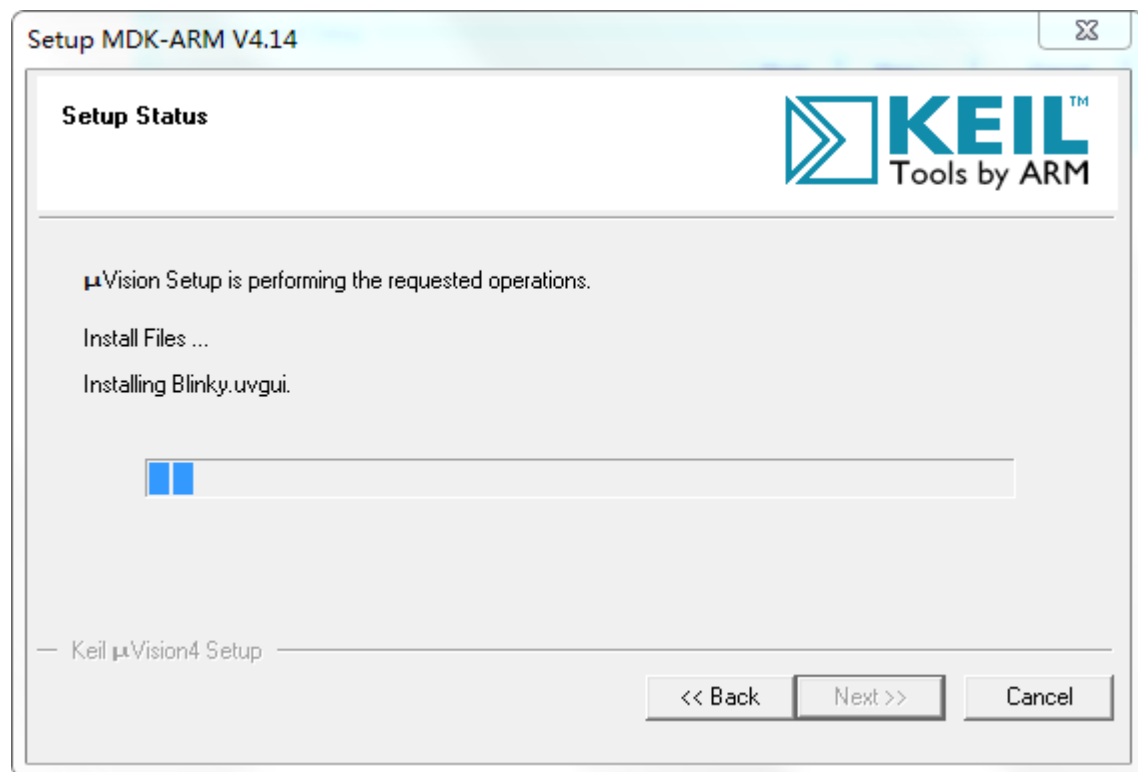 Setup MDK-ARM V4.14
Setup Status
KEIL™
Tools by ARM
µVision Setup is performing the requested operations.
Install Files ...
Installing Blinky.uvgui.
Keil µVision4 Setup
<< Back
Next >>
Cancel